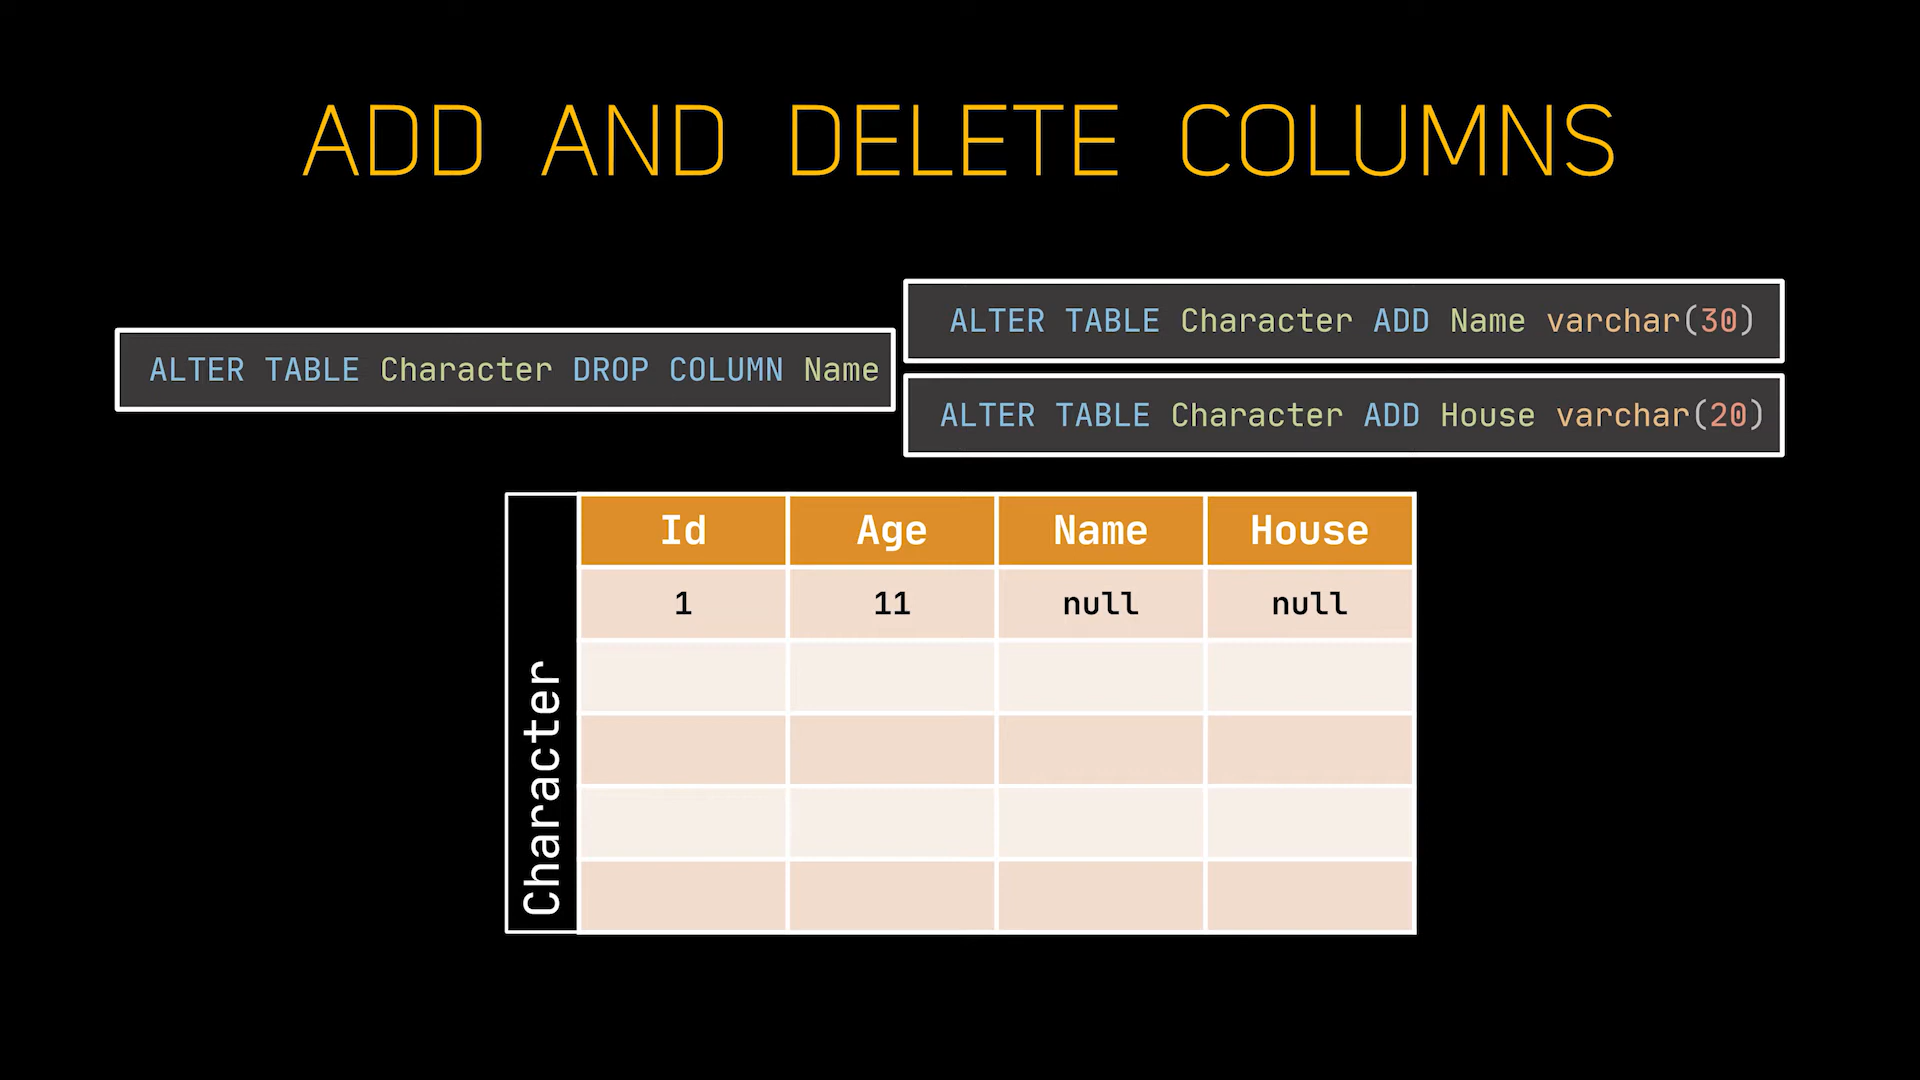 ADD AND DELETE COLUMNS
ALTER TABLE Character DROP COLUMN Name
ALTER TABLE Character ADD Name varchar(30)
ALTER TABLE Character ADD House varchar(20)
Character
Id Age Name House
1 11 null null